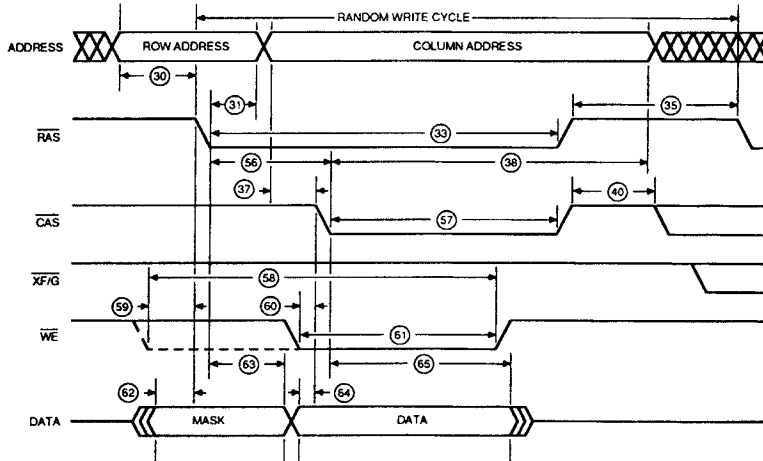 RANDOM WRITE CYCLE
ADDRESS ROW ADDRESS COLUMN ADDRESS
30
31 35
RAS 33
56 38
37 40
CAS 57
XF/G 58
59 60
WE 61
63 65
62 64
DATA MASK DATA